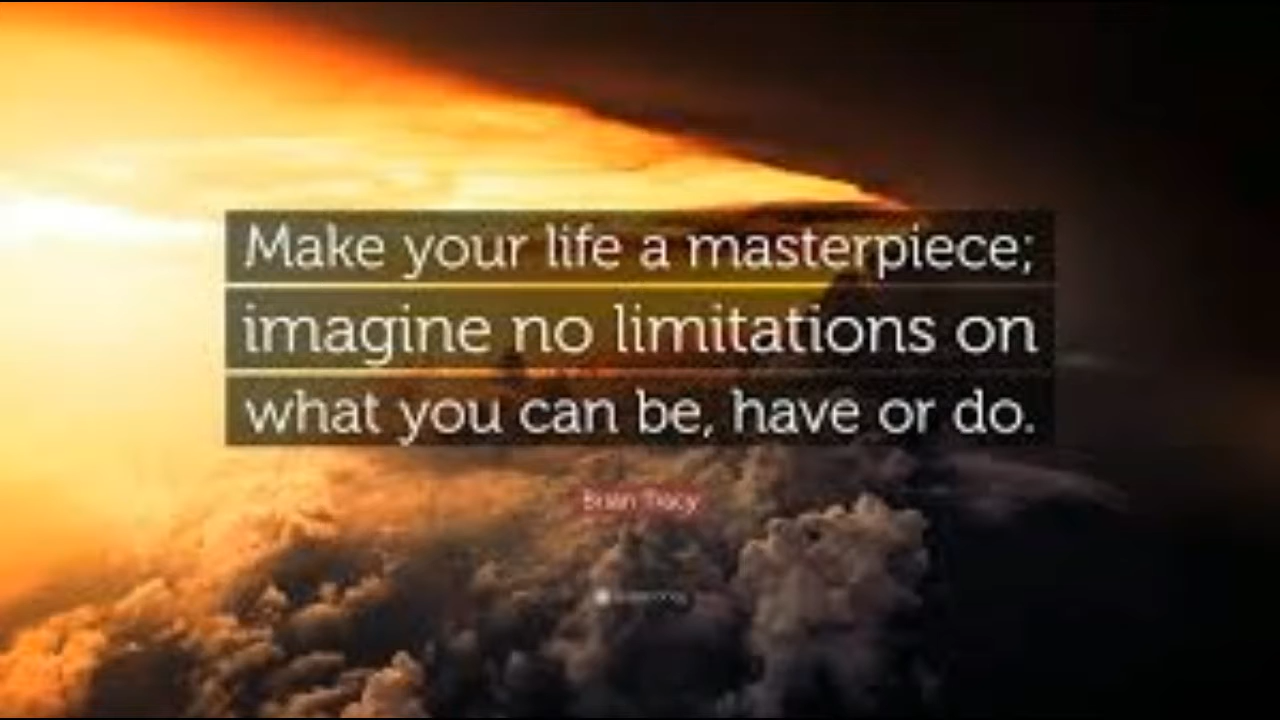 Make your life a masterpiece;
imagine no limitations on
what you can be, have or do.
Brian Tracy